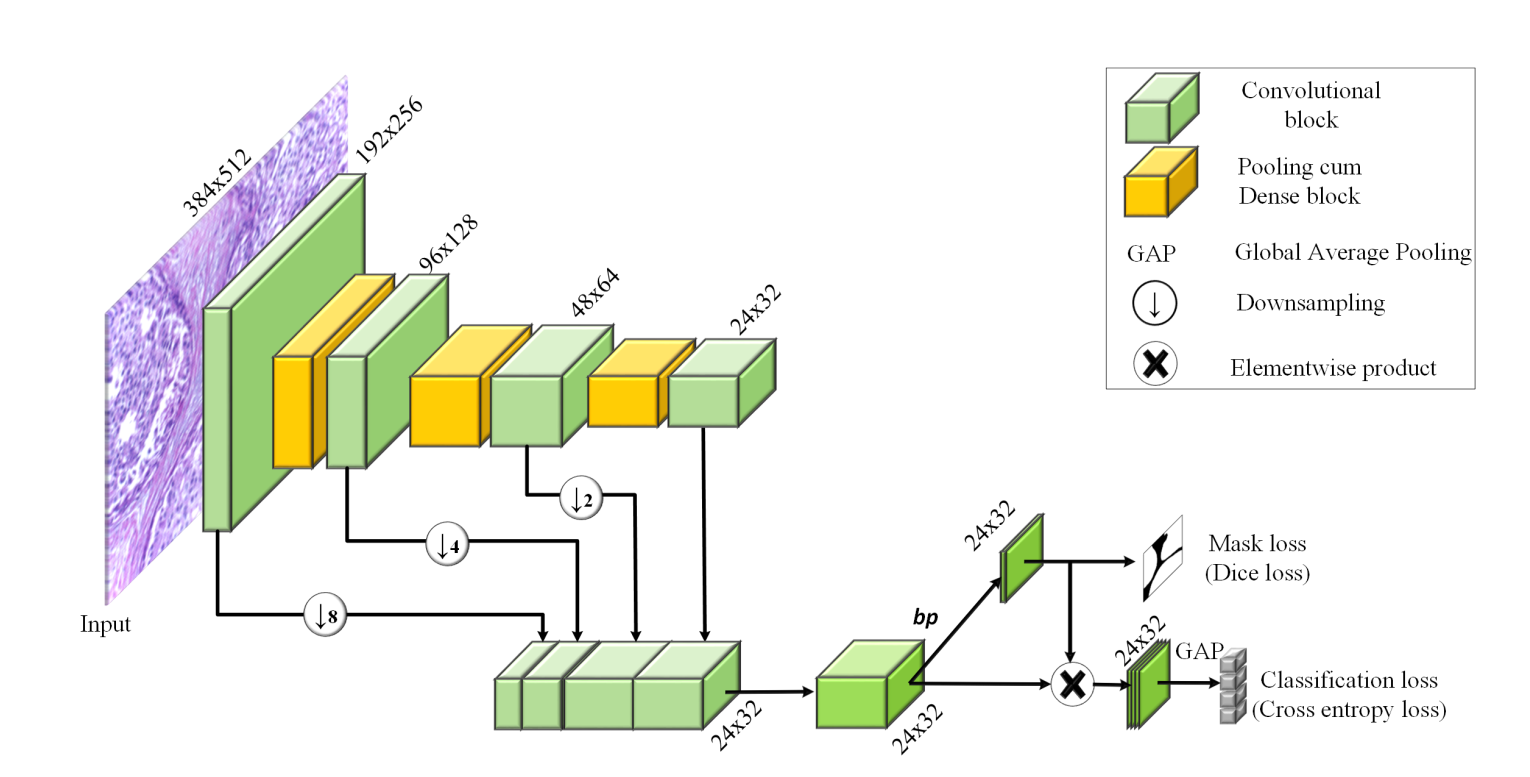 384x512
192x256
96x128
48x64
24x32
Input
↓8
↓4
↓2
24x32
24x32
bp
24x32
Mask loss
(Dice loss)
24x32
GAP
Classification loss
(Cross entropy loss)
Convolutional
block
Pooling cum
Dense block
GAP
Global Average Pooling
↓
Downsampling
Elementwise product